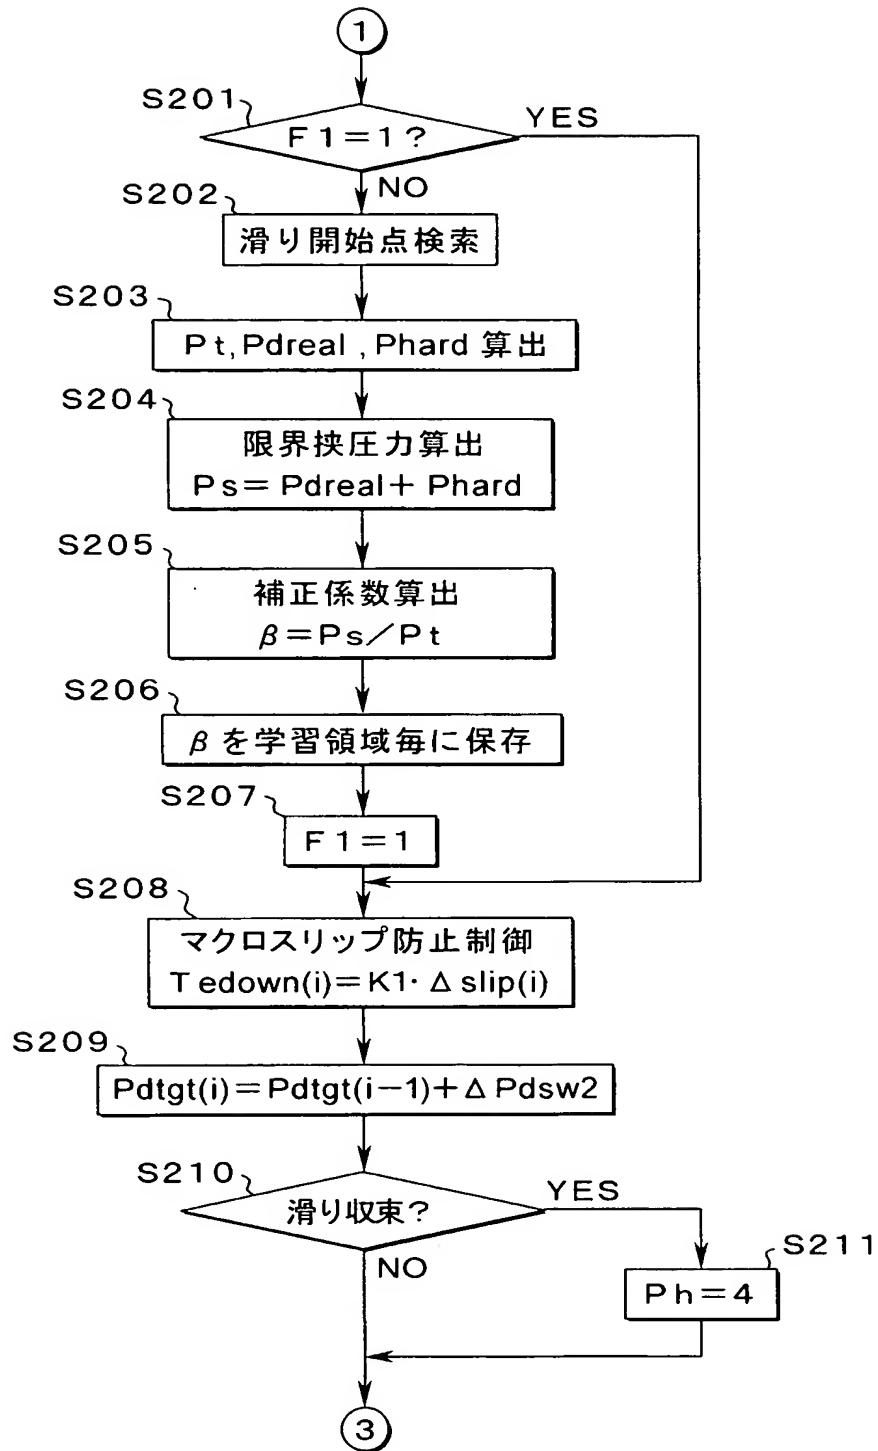 1
S201
F1=1?
YES
NO
S202
滑り開始点検索
S203
Pt,Pdreal,Phard 算出
S204
限界挟圧力算出
Ps=Pdreal+Phard
S205
補正係数算出
β=Ps/Pt
S206
βを学習領域毎に保存
S207
F1=1
S208
マクロスリップ防止制御
Tedown(i)=K1・Δslip(i)
S209
Pdtgt(i)=Pdtgt(i-1)+ΔPdsw2
S210
滑り収束?
YES
NO
S211
Ph=4
3